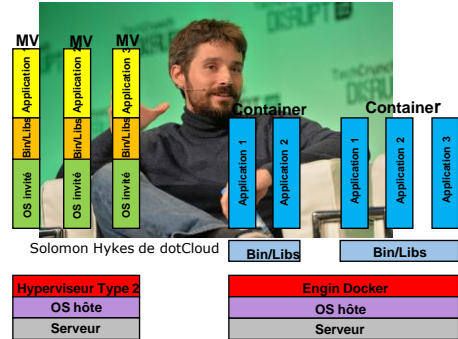 MV
MV
MV
Application 1
Application 2
Application 3
Bin/Libs
Bin/Libs
Bin/Libs
OS invité
OS invité
OS invité
TechCrunch
DISRUPT
Container
Container
Application 1
Application 2
Application 1
Application 2
Application 3
Solomon Hykes de dotCloud
Bin/Libs
Bin/Libs
Hyperviseur Type 2
Engin Docker
OS hôte
OS hôte
Serveur
Serveur